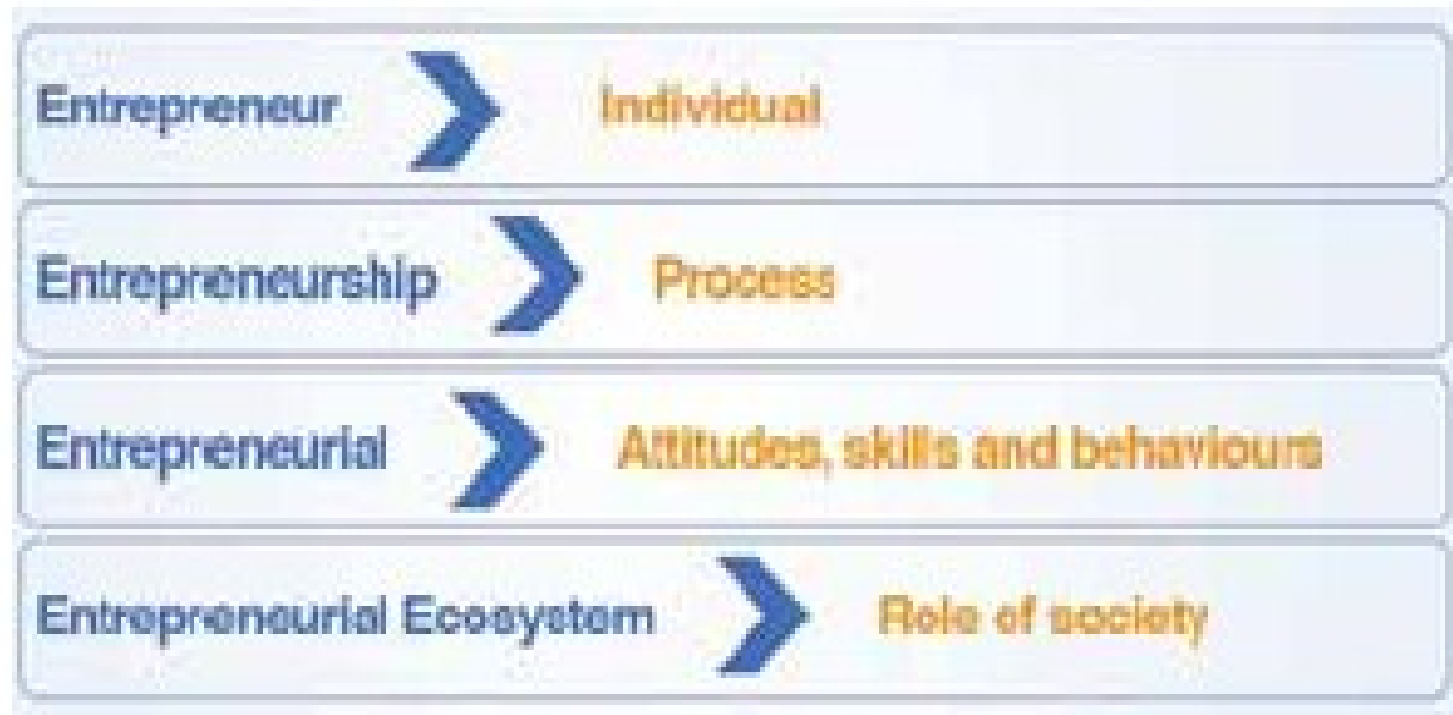 Entrepreneur Individual
Entrepreneurship Process
Entrepreneurial Attitudes, skills and behaviours
Entrepreneurial Ecosystem Role of society